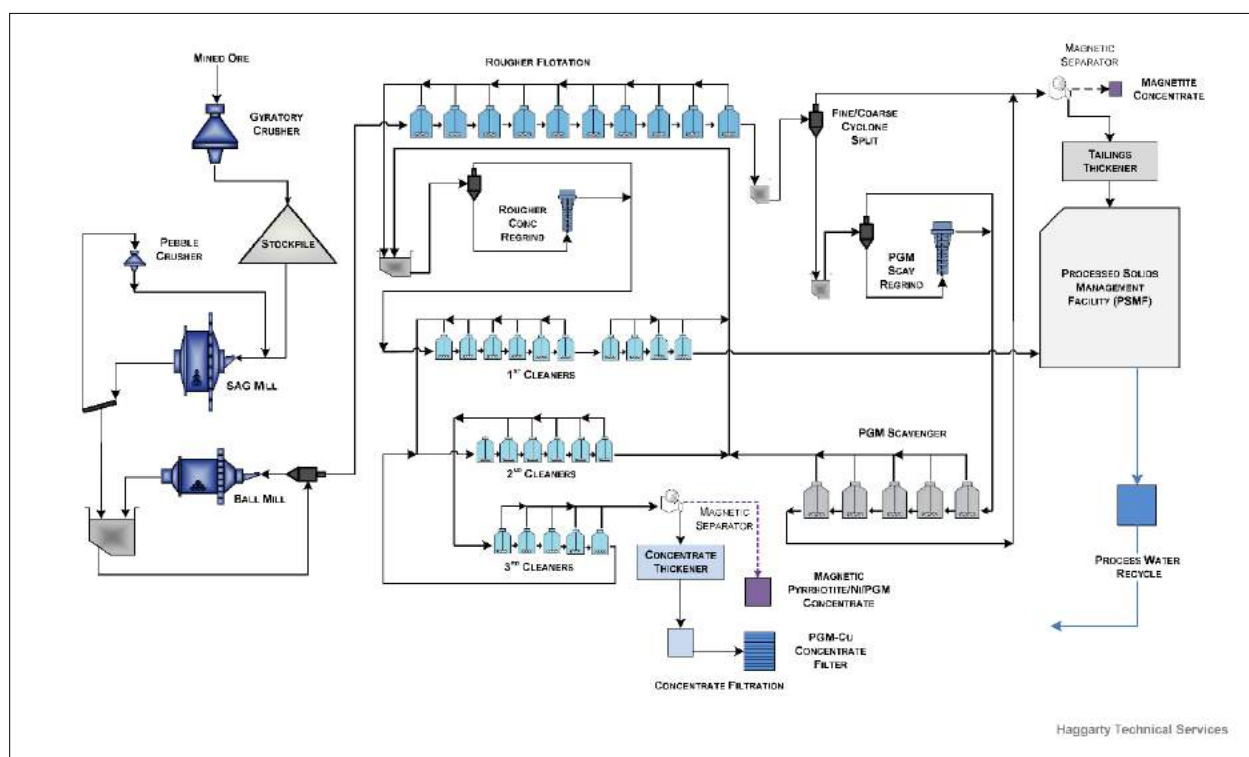 MINED ORE
GYRATORY
CRUSHER
STOCKPILE
PEBBLE
CRUSHER
SAG MILL
BALL MILL
ROUGHER FLOTATION
ROUGHER
CONC
REGRIND
1ST CLEANERS
2ND CLEANERS
3RD CLEANERS
MAGNETIC
SEPARATOR
CONCENTRATE
THICKENER
MAGNETIC
PYRRHOTITE/NI/PGM
CONCENTRATE
PGM-CU
CONCENTRATE
FILTER
CONCENTRATE FILTRATION
FINE/COARSE
CYCLONE
SPLIT
PGM
SCAV
REGRIND
PGM SCAVENGER
MAGNETIC
SEPARATOR
MAGNETITE
CONCENTRATE
TAILINGS
THICKENER
PROCESSED SOLIDS
MANAGEMENT
FACILITY (PSMF)
PROCESS WATER
RECYCLE
Haggarty Technical Services